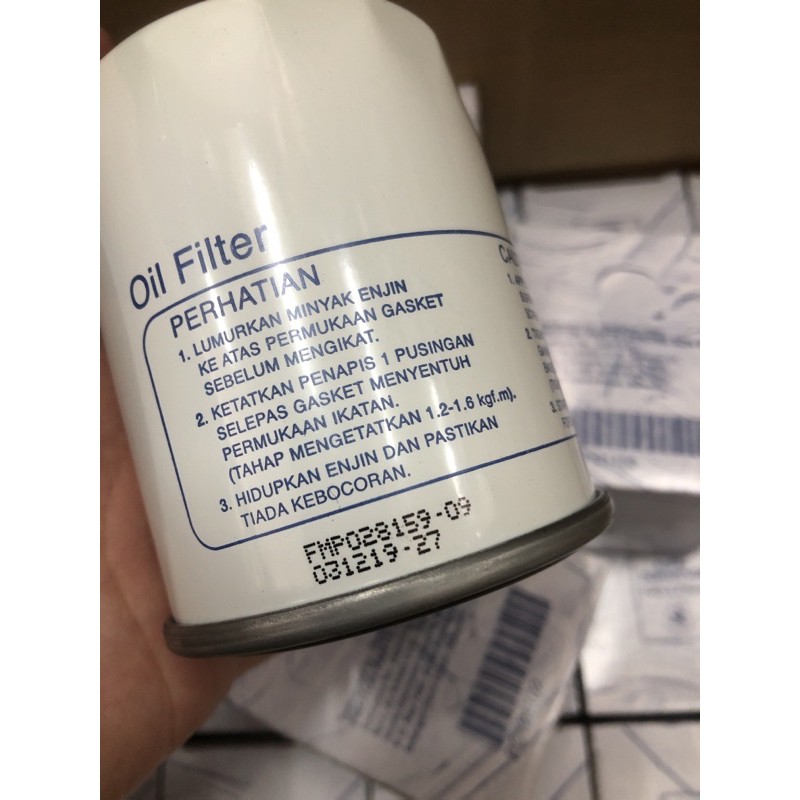 Oil Filter
PERHATIAN
1. LUMURKAN MINYAK ENJIN
KE ATAS PERMUKAAN GASKET
SEBELUM MENGIKAT.
2. KETATKAN PENAPIS 1 PUSINGAN
SELEPAS GASKET MENYENTUH
PERMUKAAN IKATAN.
(TAHAP MENGETATKAN 1.2-1.6 kgf.m).
3. HIDUPKAN ENJIN DAN PASTIKAN
TIADA KEBOCORAN.
FMP028159-09
031219-27